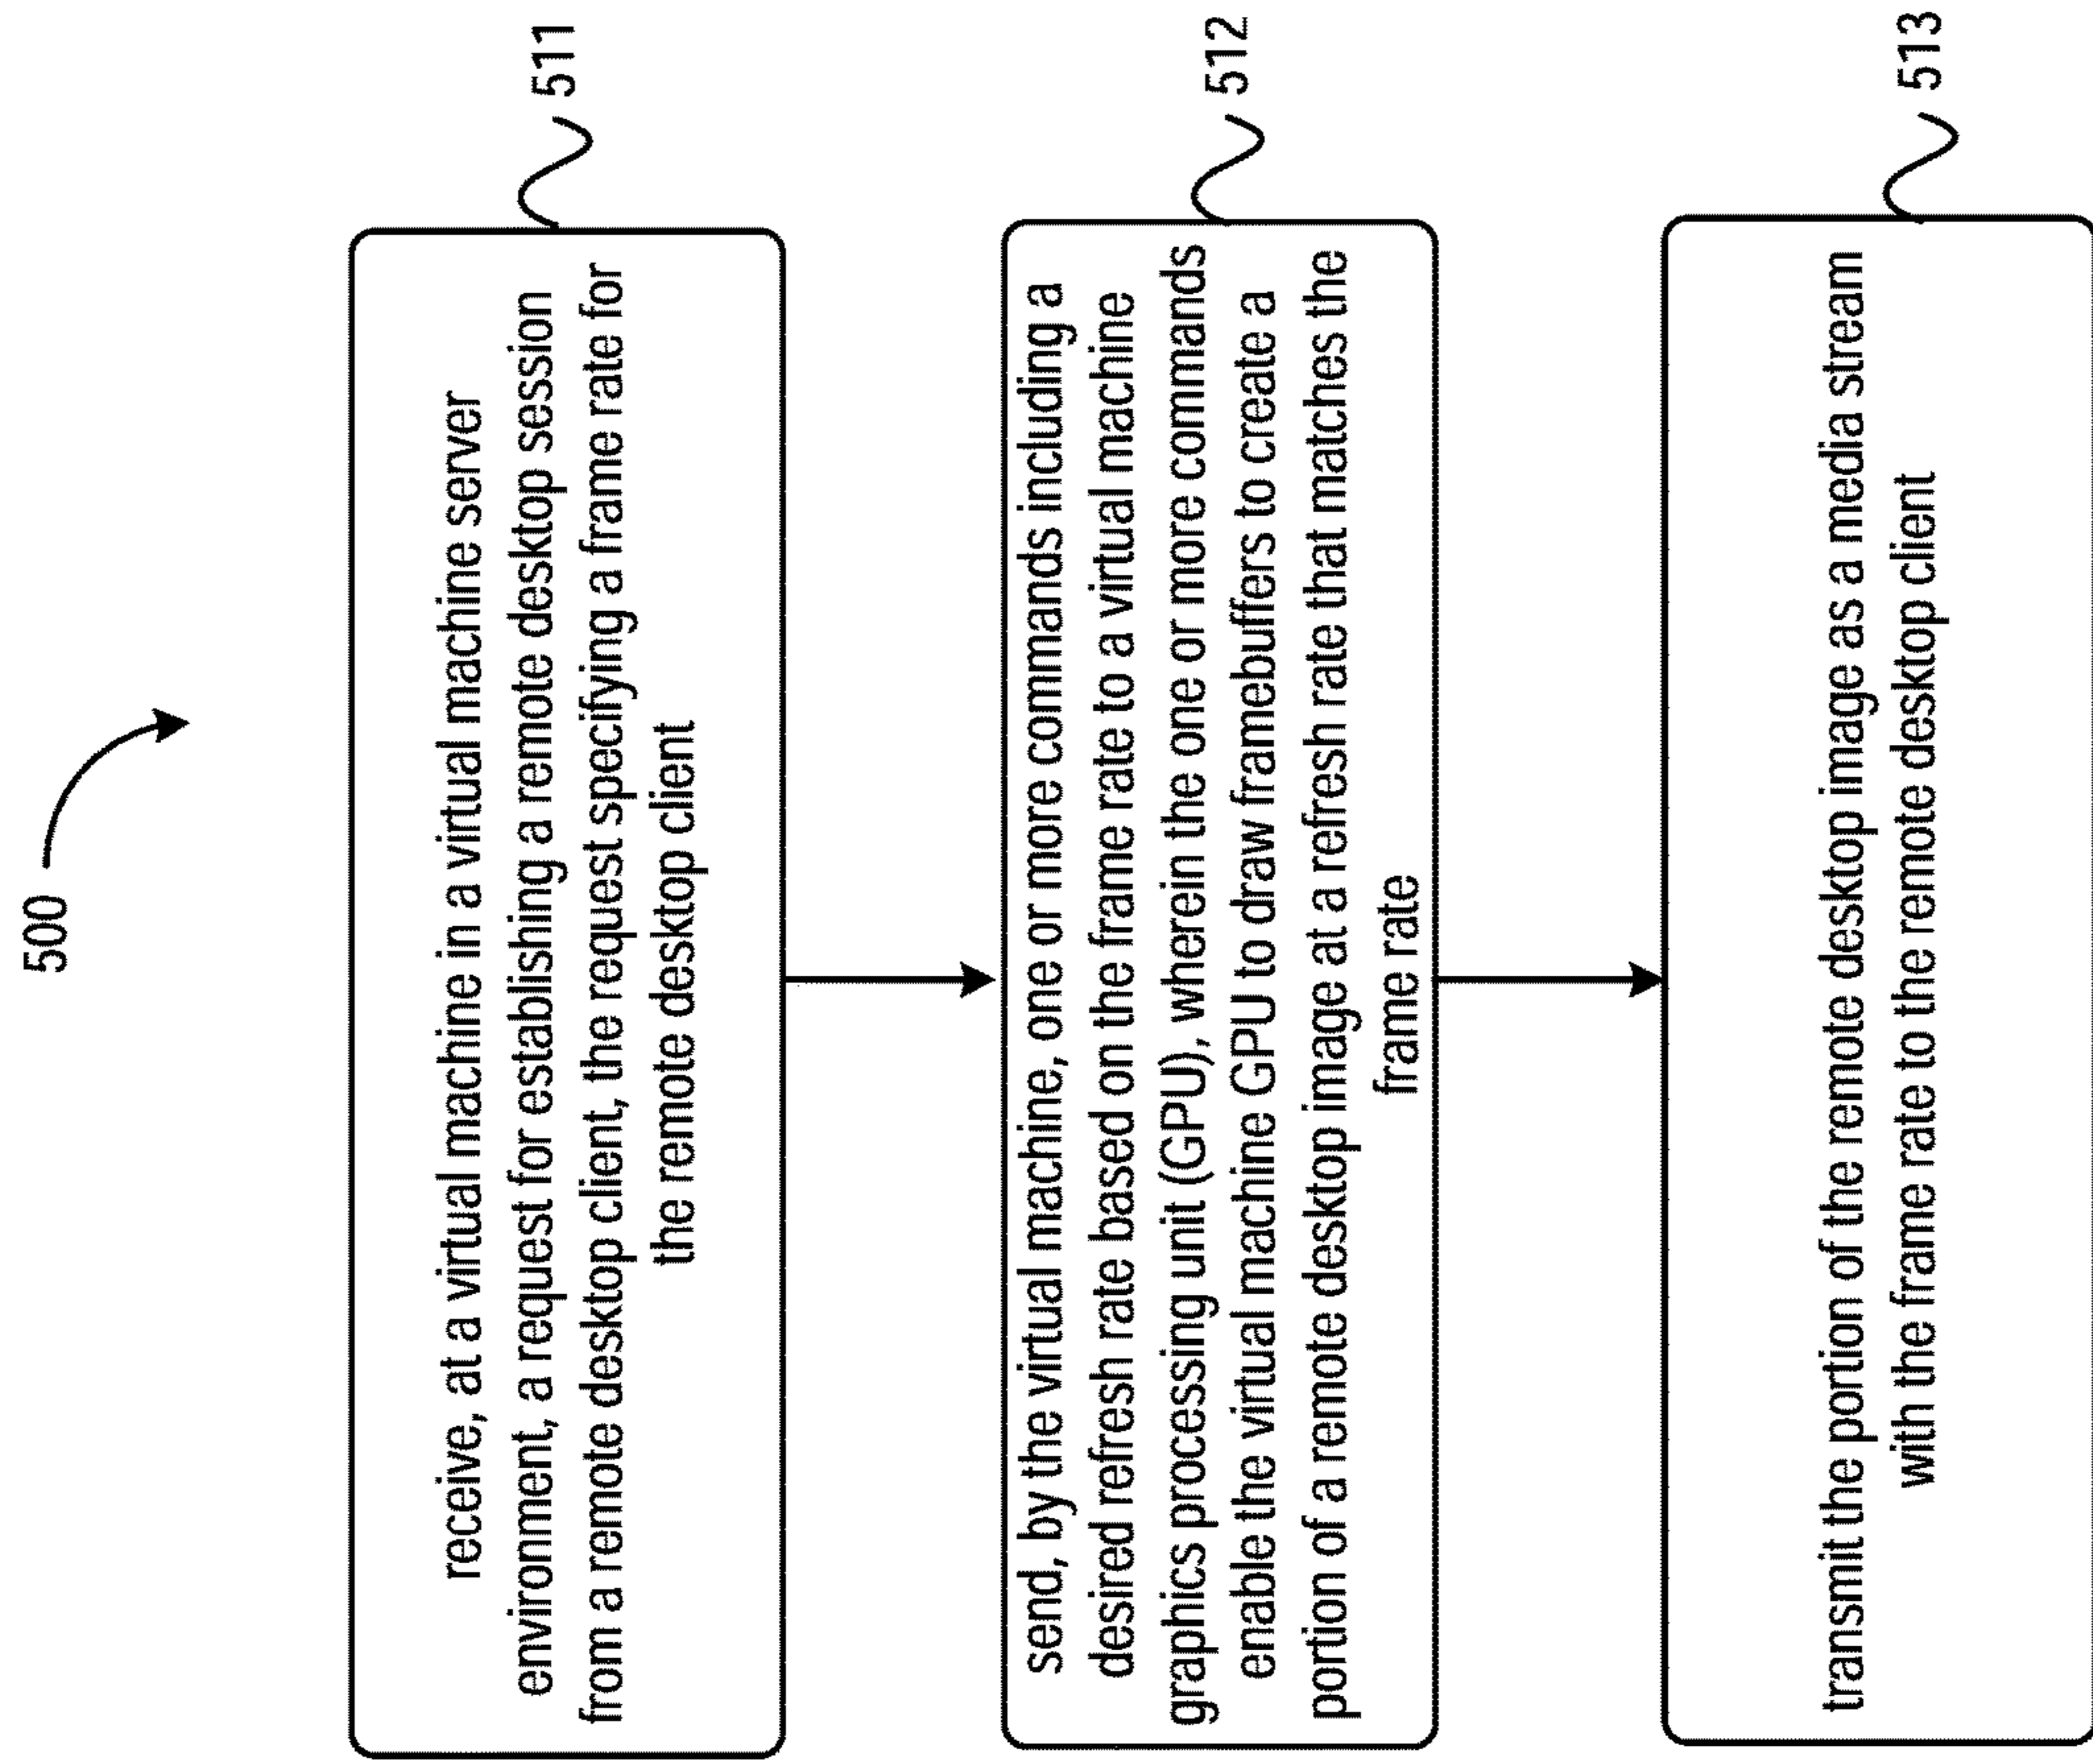 500
receive, at a virtual machine in a virtual machine server
environment, a request for establishing a remote desktop session
from a remote desktop client, the request specifying a frame rate for
the remote desktop client
511
send, by the virtual machine, one or more commands including a
desired refresh rate based on the frame rate to a virtual machine
graphics processing unit (GPU), wherein the one or more commands
enable the virtual machine GPU to draw framebuffers to create a
portion of a remote desktop image at a refresh rate that matches the
frame rate
512
transmit the portion of the remote desktop image as a media stream
with the frame rate to the remote desktop client
513